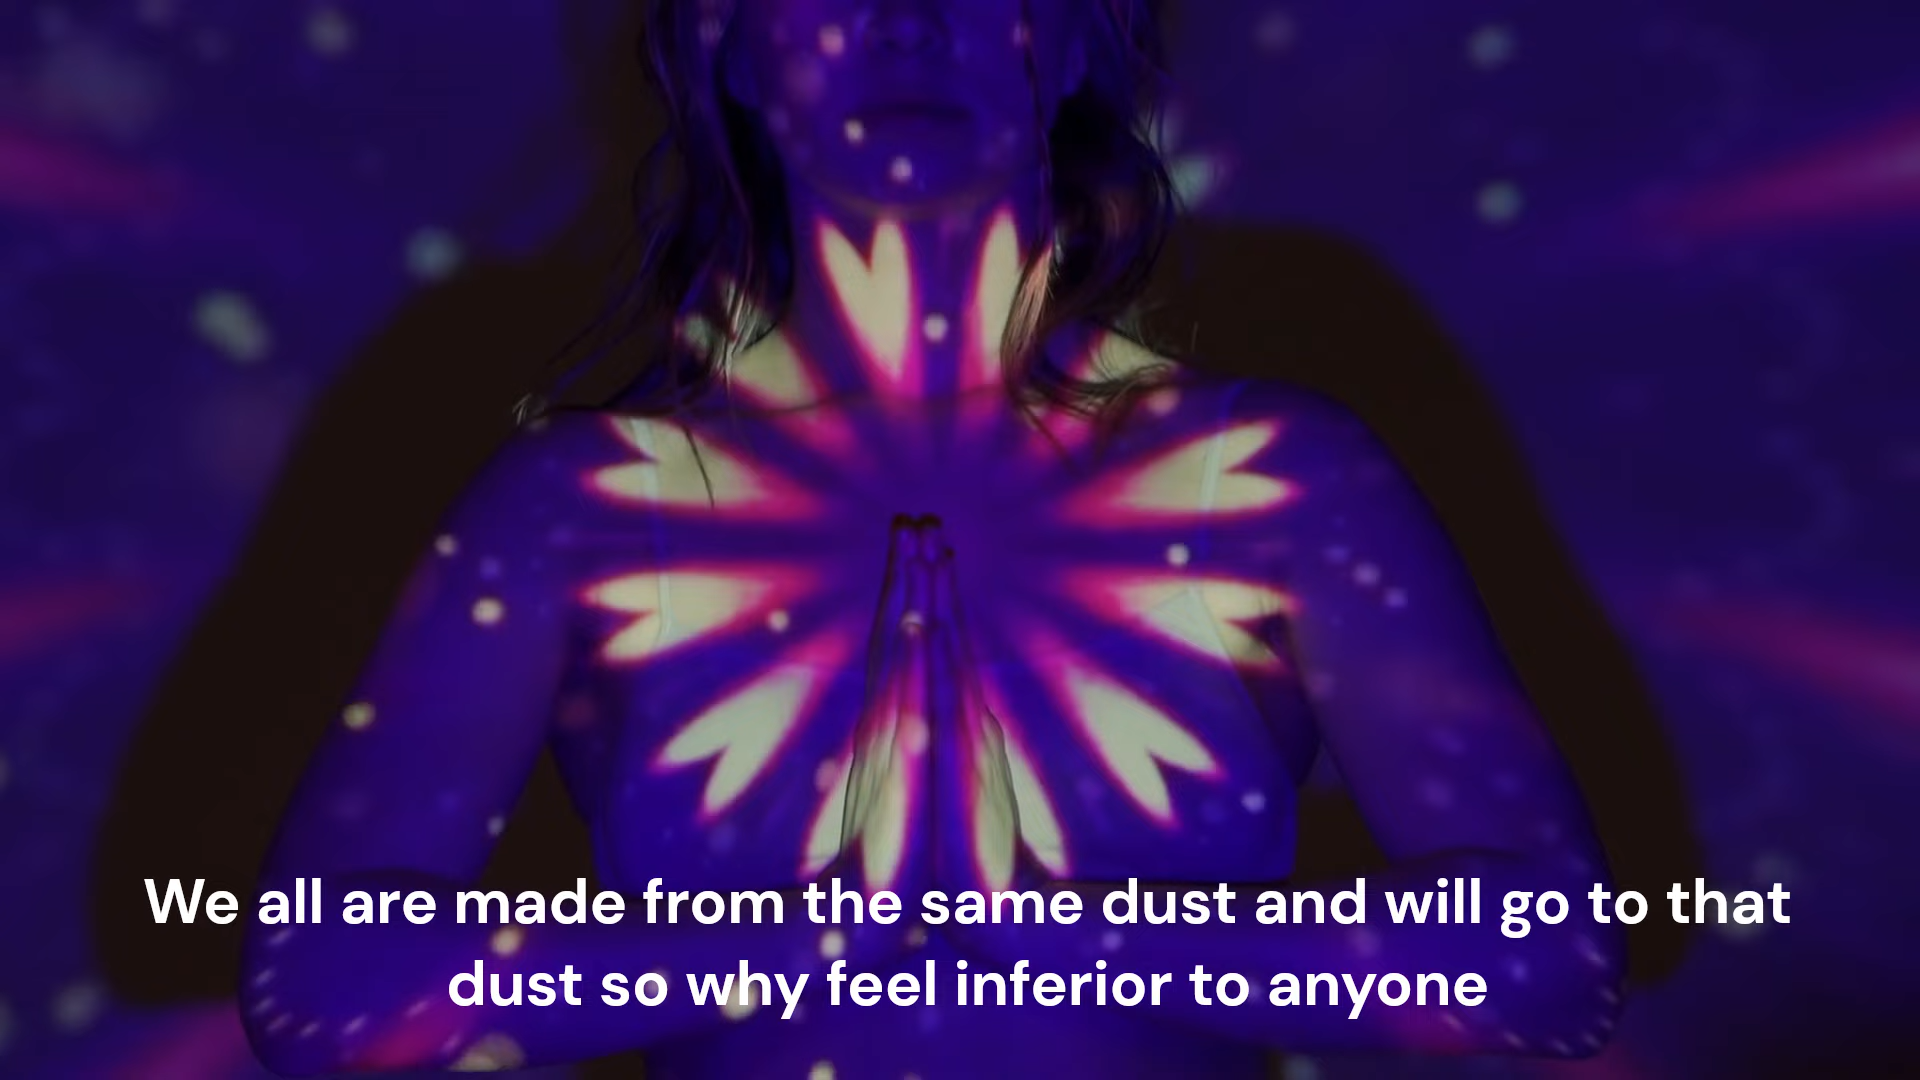 We all are made from the same dust and will go to that
dust so why feel inferior to anyone